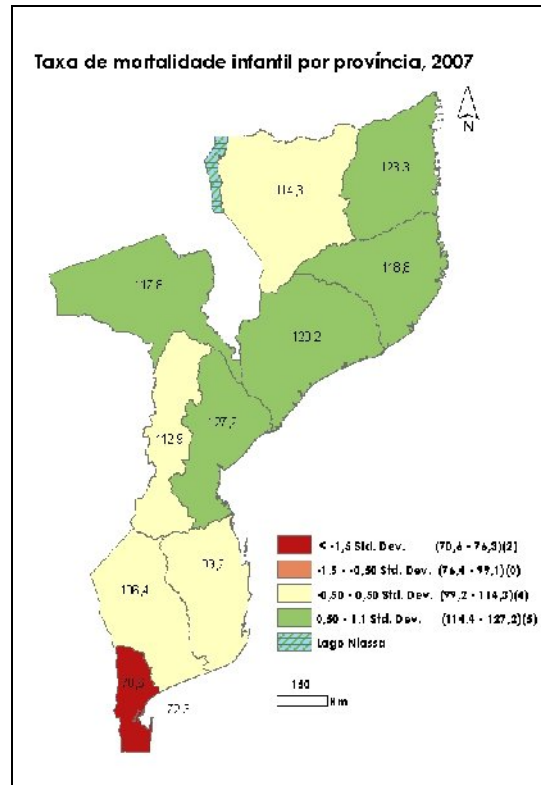 Taxa de mortalidade infantil por província, 2007
N
123,3
114,3
118,8
117,8
120,2
127,2
112,9
106,4
70,6
< -1,5 Std. Dev. (70,6 - 76,3)(2)
-1,5 - -0,50 Std. Dev. (76,4 - 99,1)(0)
-0,50 - 0,50 Std. Dev. (99,2 - 114,3)(4)
0,50 - 1,1 Std. Dev. (114,4 - 127,2)(5)
Lago Niassa
150
Km